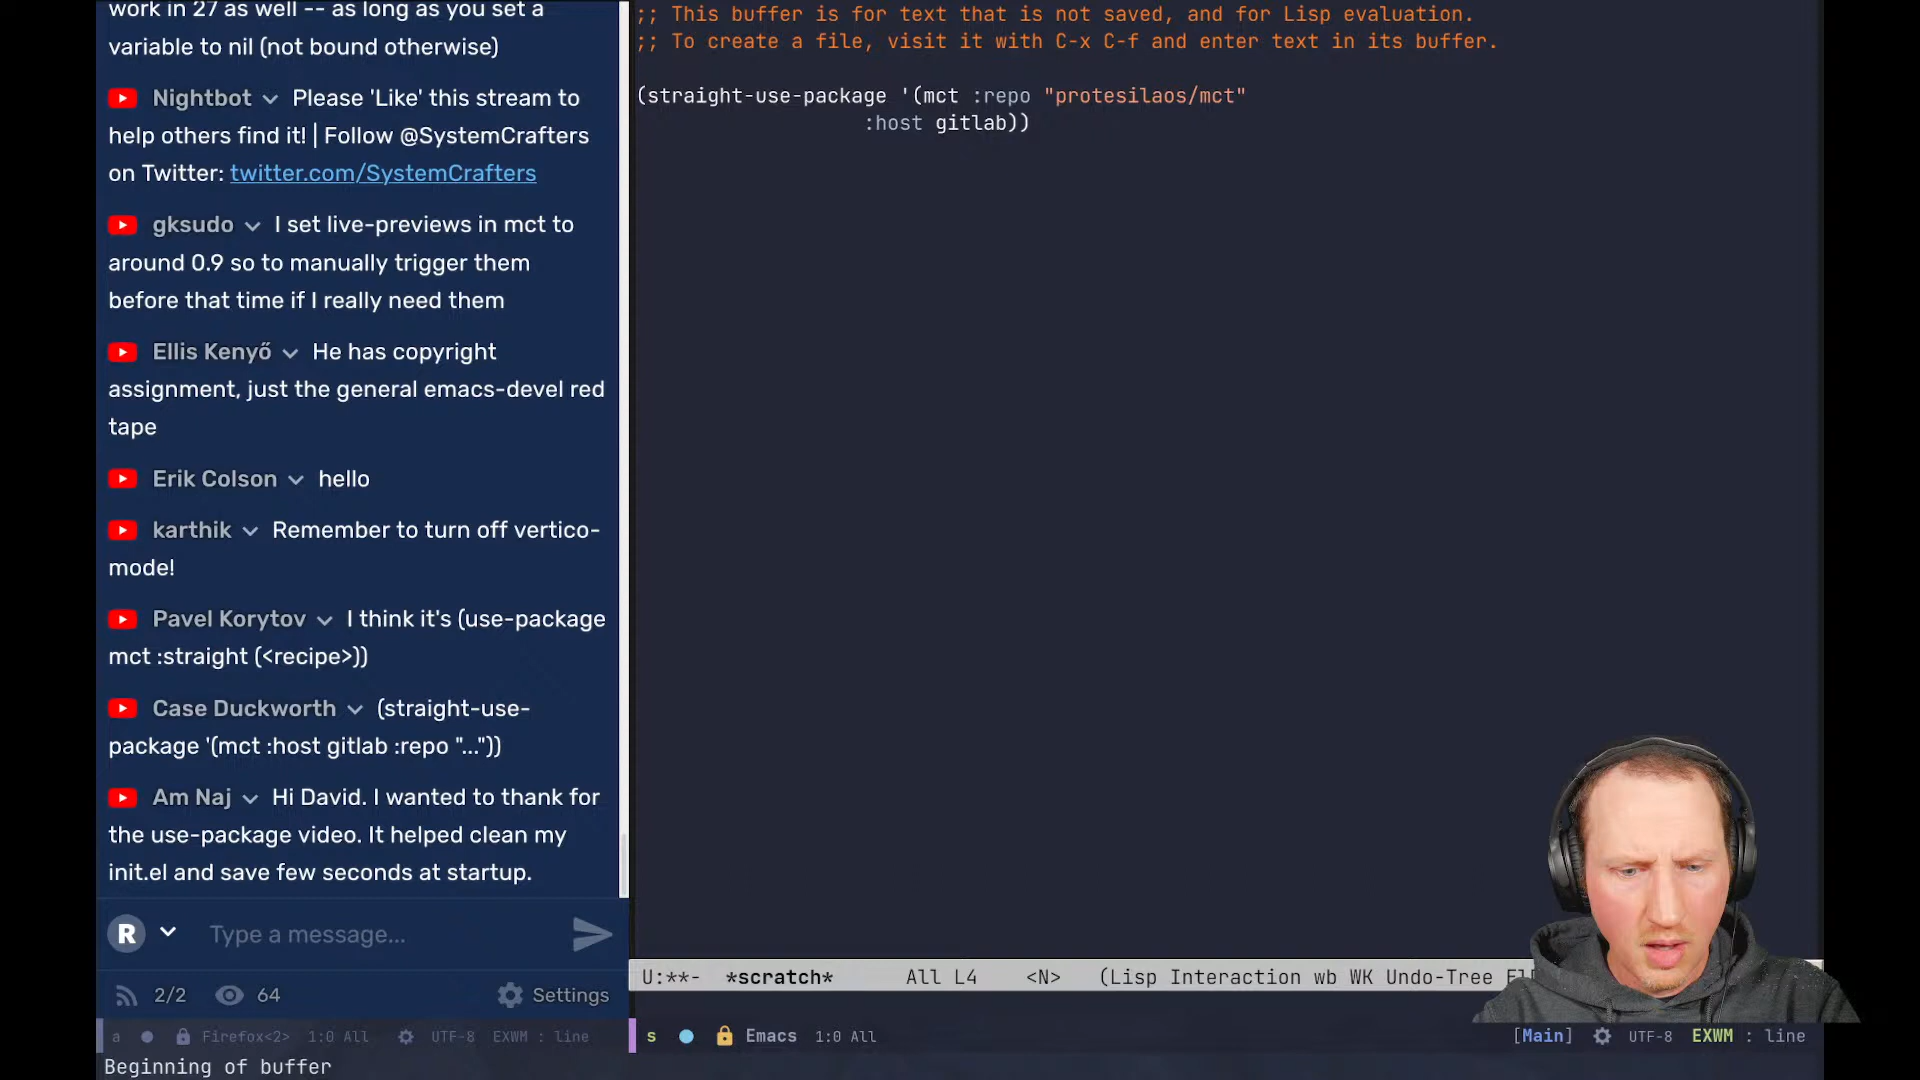 work in 27 as well -- as long as you set a
variable to nil (not bound otherwise)
Nightbot Please 'Like' this stream to
help others find it! | Follow @SystemCrafters
on Twitter: twitter.com/SystemCrafters
gksudo I set live-previews in mct to
around 0.9 so to manually trigger them
before that time if I really need them
Ellis Kenyő He has copyright
assignment, just the general emacs-devel red
tape
Erik Colson hello
karthik Remember to turn off vertico-
mode!
Pavel Korytov I think it's (use-package
mct :straight (<recipe>))
Case Duckworth (straight-use-
package '(mct :host gitlab :repo "..."))
Am Naj Hi David. I wanted to thank for
the use-package video. It helped clean my
init.el and save few seconds at startup.
R Type a message...
2/2 64 Settings
a Firefox<2> 1:0 All UTF-8 EXWM : line
Beginning of buffer
;; This buffer is for text that is not saved, and for Lisp evaluation.
;; To create a file, visit it with C-x C-f and enter text in its buffer.
(straight-use-package '(mct :repo "protesilaos/mct"
:host gitlab))
U:**- *scratch* All L4 <N> (Lisp Interaction wb WK Undo-Tree
s Emacs 1:0 All [Main] UTF-8 EXWM : line